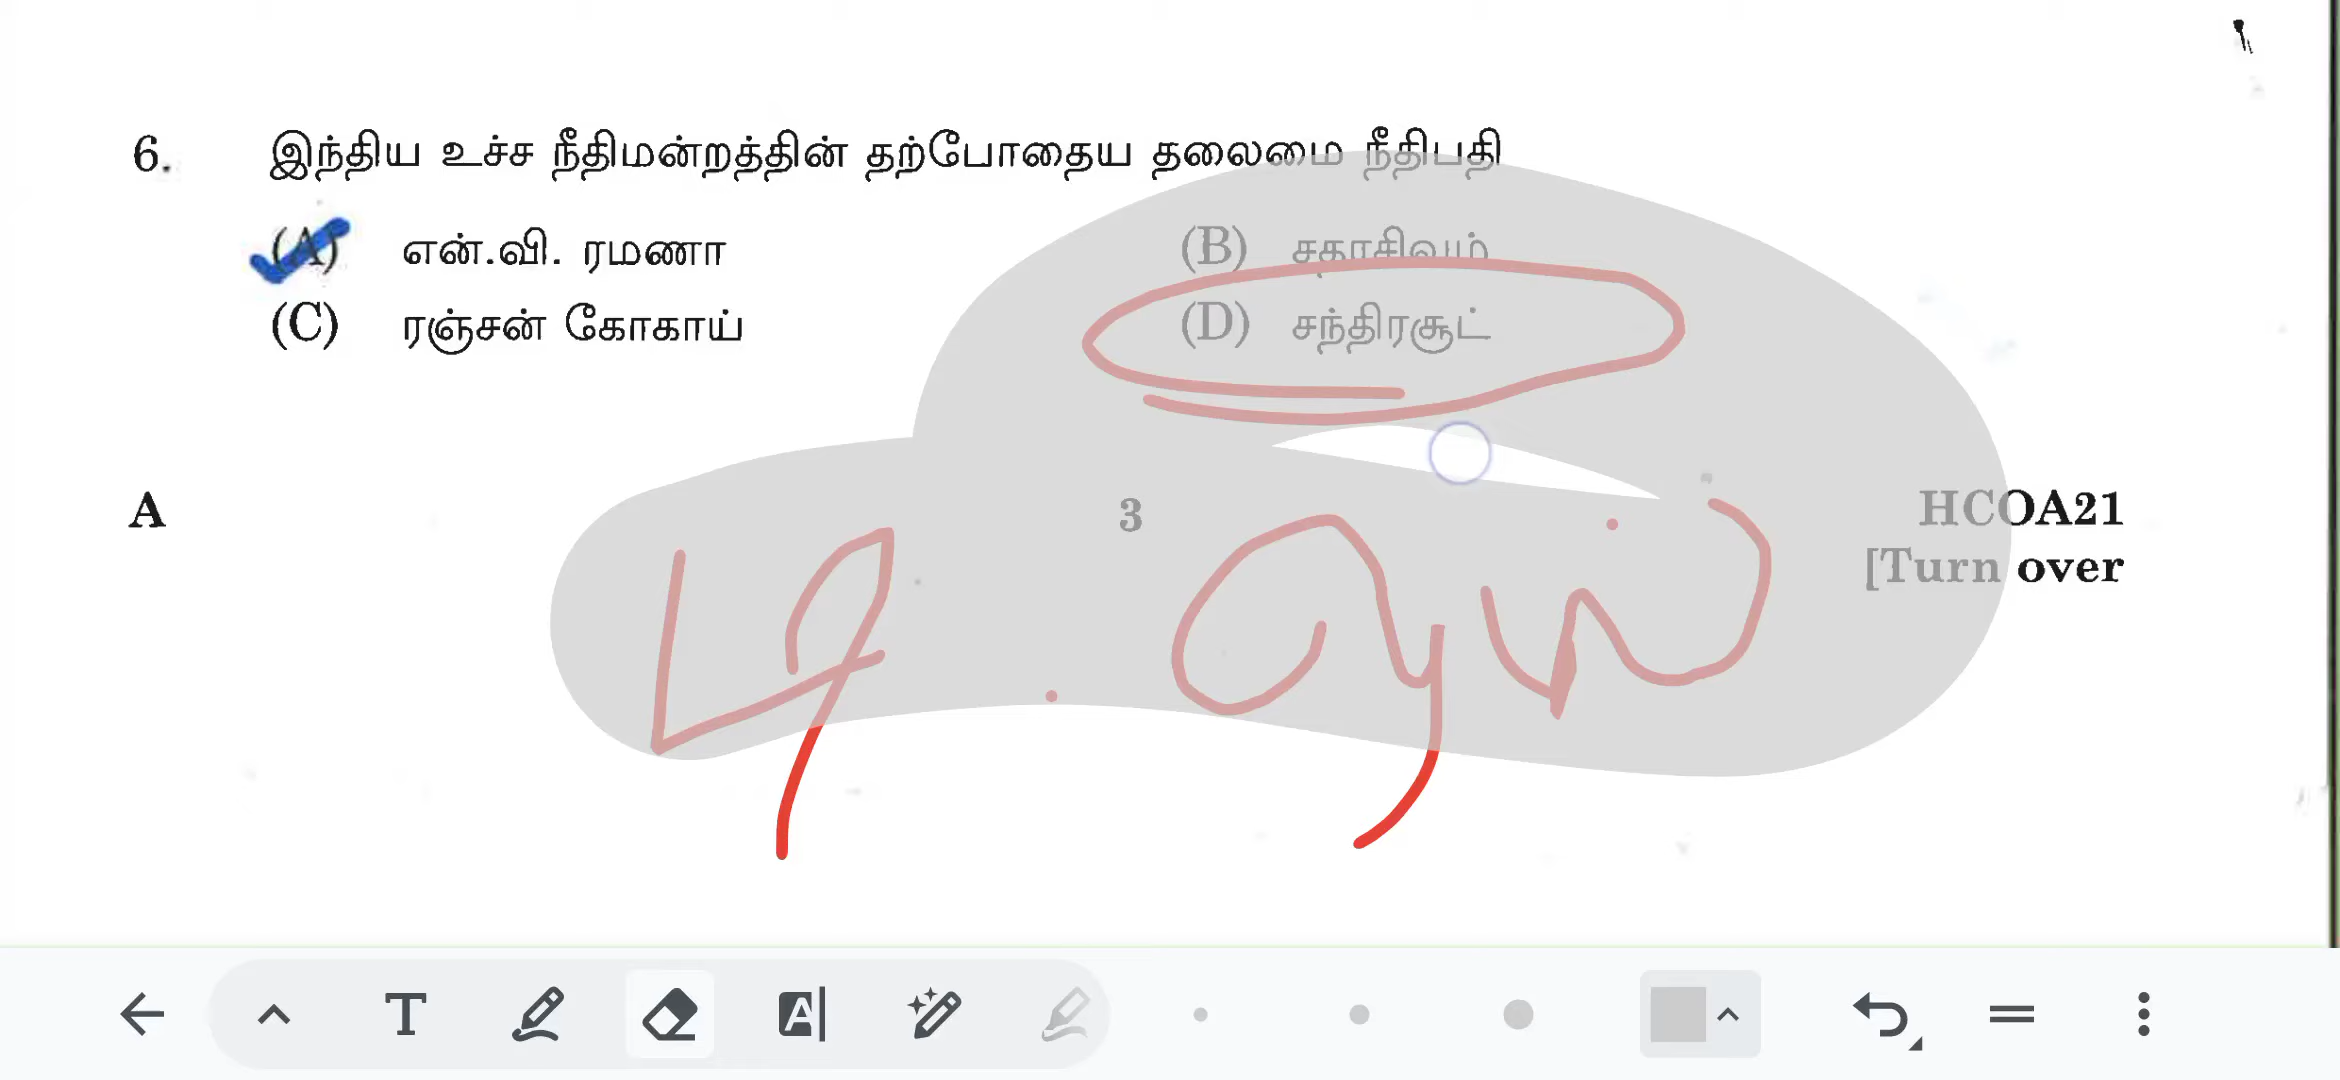 6. இந்திய உச்ச நீதிமன்றத்தின் தற்போதைய தலைமை நீதிபதி
(A) என்.வி. ரமணா (B) சதாசிவம்
(C) ரஞ்சன் கோகாய் (D) சந்திரசூட்
A 3 HCOA21
[Turn over